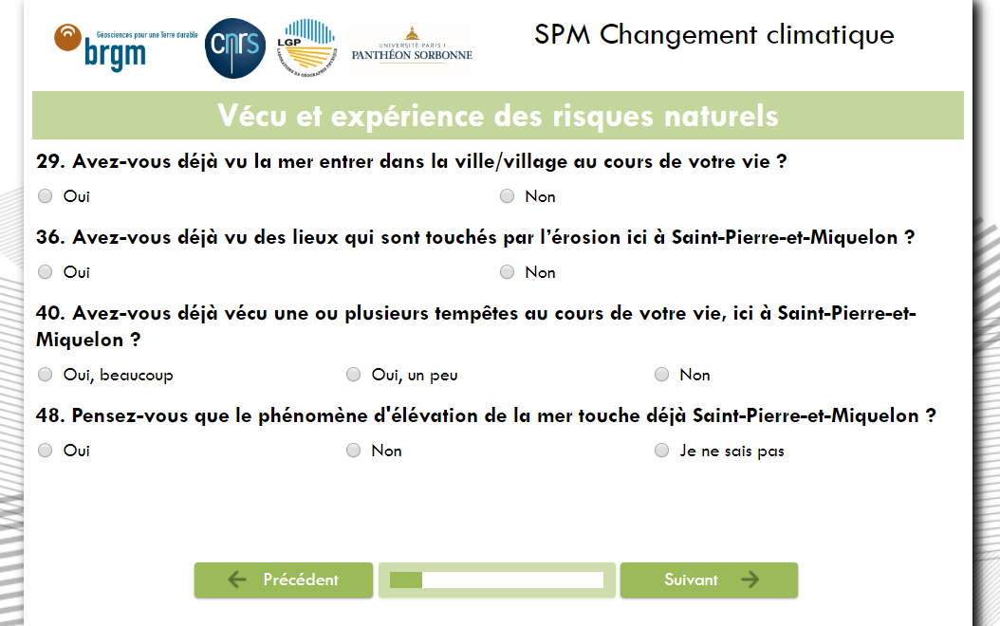 Géosciences pour une Terre durable
brgm
cnrs
LGP
LABORATOIRE DE GÉOGRAPHIE PHYSIQUE
UNIVERSITÉ PARIS 1
PANTHÉON SORBONNE
SPM Changement climatique
Vécu et expérience des risques naturels
29. Avez-vous déjà vu la mer entrer dans la ville/village au cours de votre vie ?
Oui Non
36. Avez-vous déjà vu des lieux qui sont touchés par l’érosion ici à Saint-Pierre-et-Miquelon ?
Oui Non
40. Avez-vous déjà vécu une ou plusieurs tempêtes au cours de votre vie, ici à Saint-Pierre-et-
Miquelon ?
Oui, beaucoup Oui, un peu Non
48. Pensez-vous que le phénomène d'élévation de la mer touche déjà Saint-Pierre-et-Miquelon ?
Oui Non Je ne sais pas
Précédent Suivant